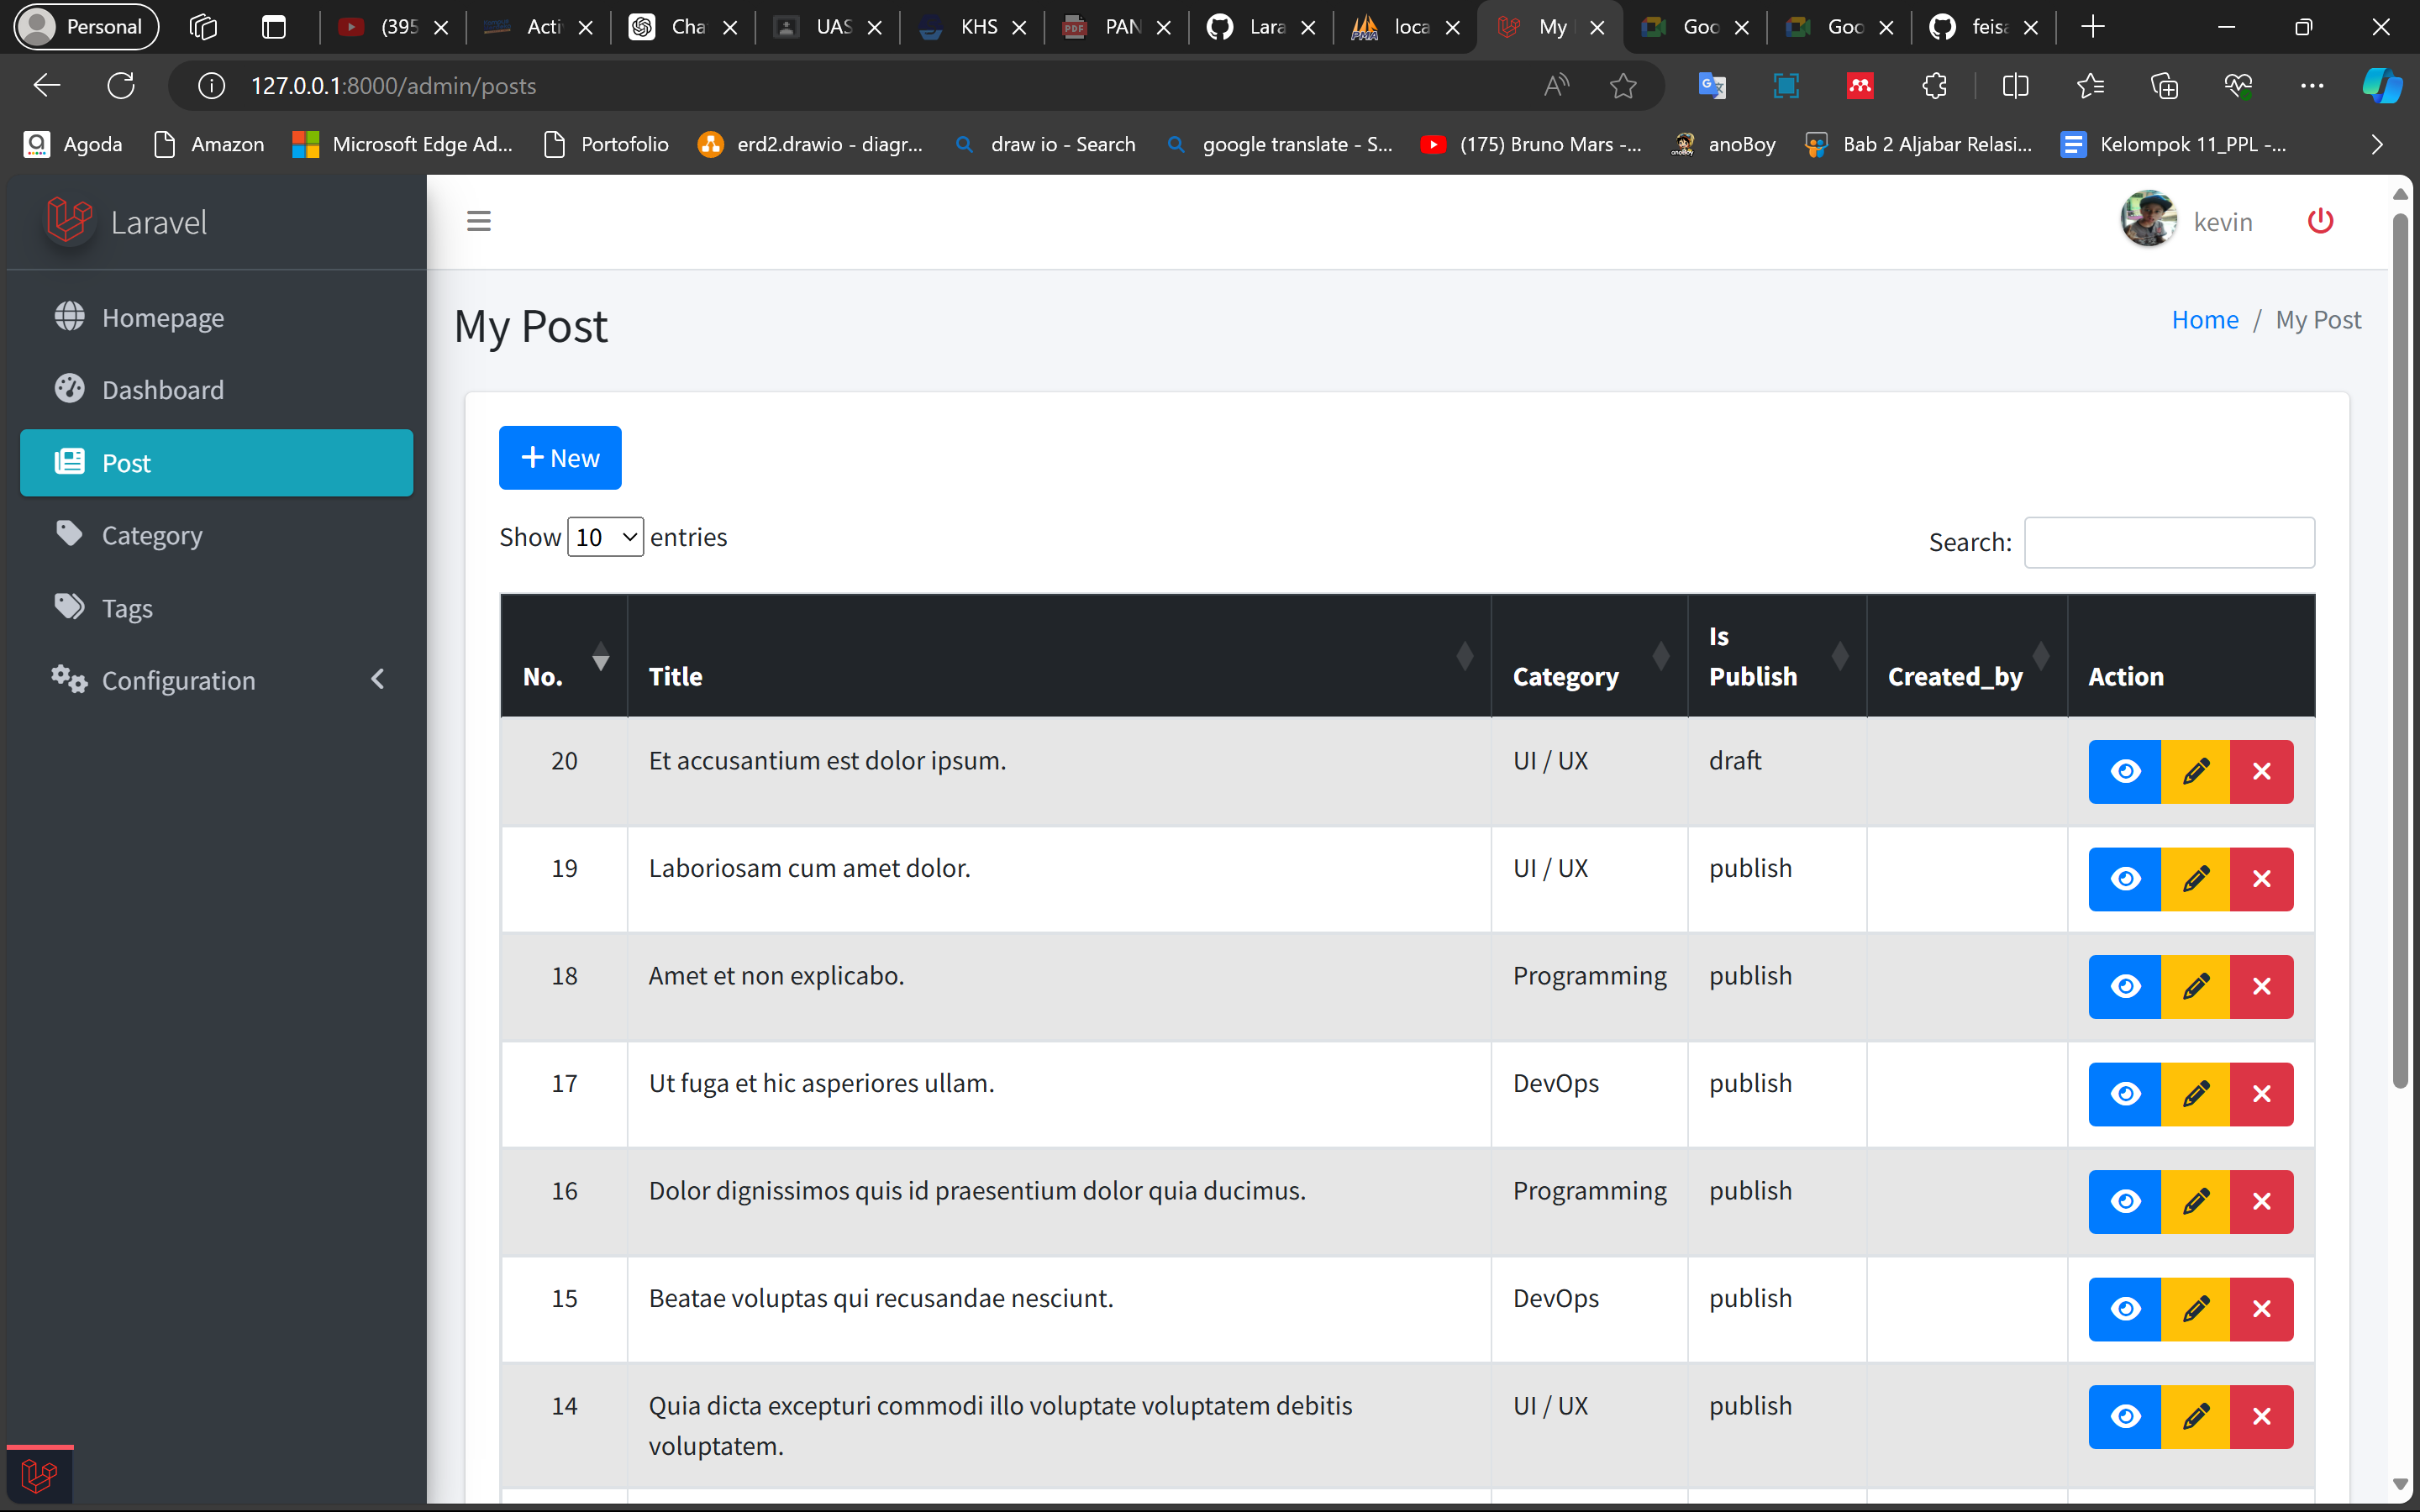 Personal
(395
Acti
Cha
UAS
KHS
PAN
Lara
loca
My
Goo
Goo
feisa
127.0.0.1:8000/admin/posts
Agoda
Amazon
Microsoft Edge Ad...
Portofolio
erd2.drawio - diagr...
draw io - Search
google translate - S...
(175) Bruno Mars -...
anoBoy
Bab 2 Aljabar Relasi...
Kelompok 11_PPL -...
Laravel
kevin
Homepage
Dashboard
Post
Category
Tags
Configuration
My Post
Home / My Post
+ New
Show 10 entries
Search:
No. Title Category Is Publish Created_by Action
20 Et accusantium est dolor ipsum. UI / UX draft
19 Laboriosam cum amet dolor. UI / UX publish
18 Amet et non explicabo. Programming publish
17 Ut fuga et hic asperiores ullam. DevOps publish
16 Dolor dignissimos quis id praesentium dolor quia ducimus. Programming publish
15 Beatae voluptas qui recusandae nesciunt. DevOps publish
14 Quia dicta excepturi commodi illo voluptate voluptatem debitis UI / UX publish
voluptatem.